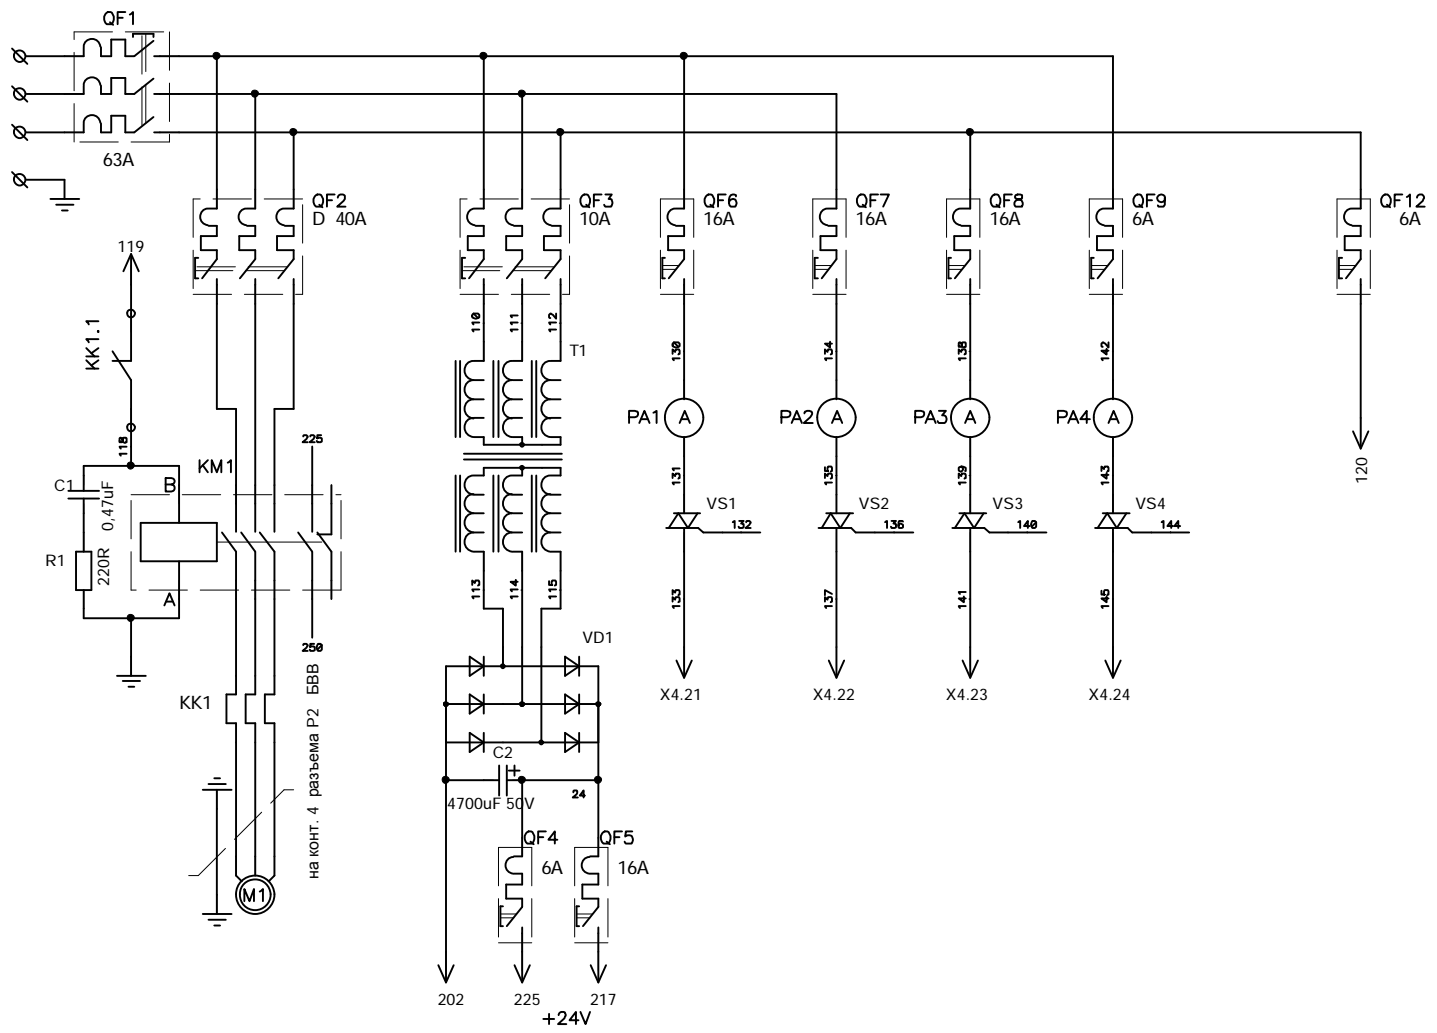 QF1
63A
QF2
D 40A
QF3
10A
QF6
16A
QF7
16A
QF8
16A
QF9
6A
QF12
6A
119
KK1.1
118
110
111
112
T1
130
134
138
142
PA1
A
PA2
A
PA3
A
PA4
A
225
KM1
B
C1
0,47uF
R1
220R
A
131
135
139
143
120
VS1
132
VS2
136
VS3
140
VS4
144
113
114
115
133
137
141
145
250
VD1
X4.21
X4.22
X4.23
X4.24
KK1
на конт. 4 разъема P2 БВВ
C2
+
4700uF 50V
24
QF4
6A
QF5
16A
M1
202
225
217
+24V